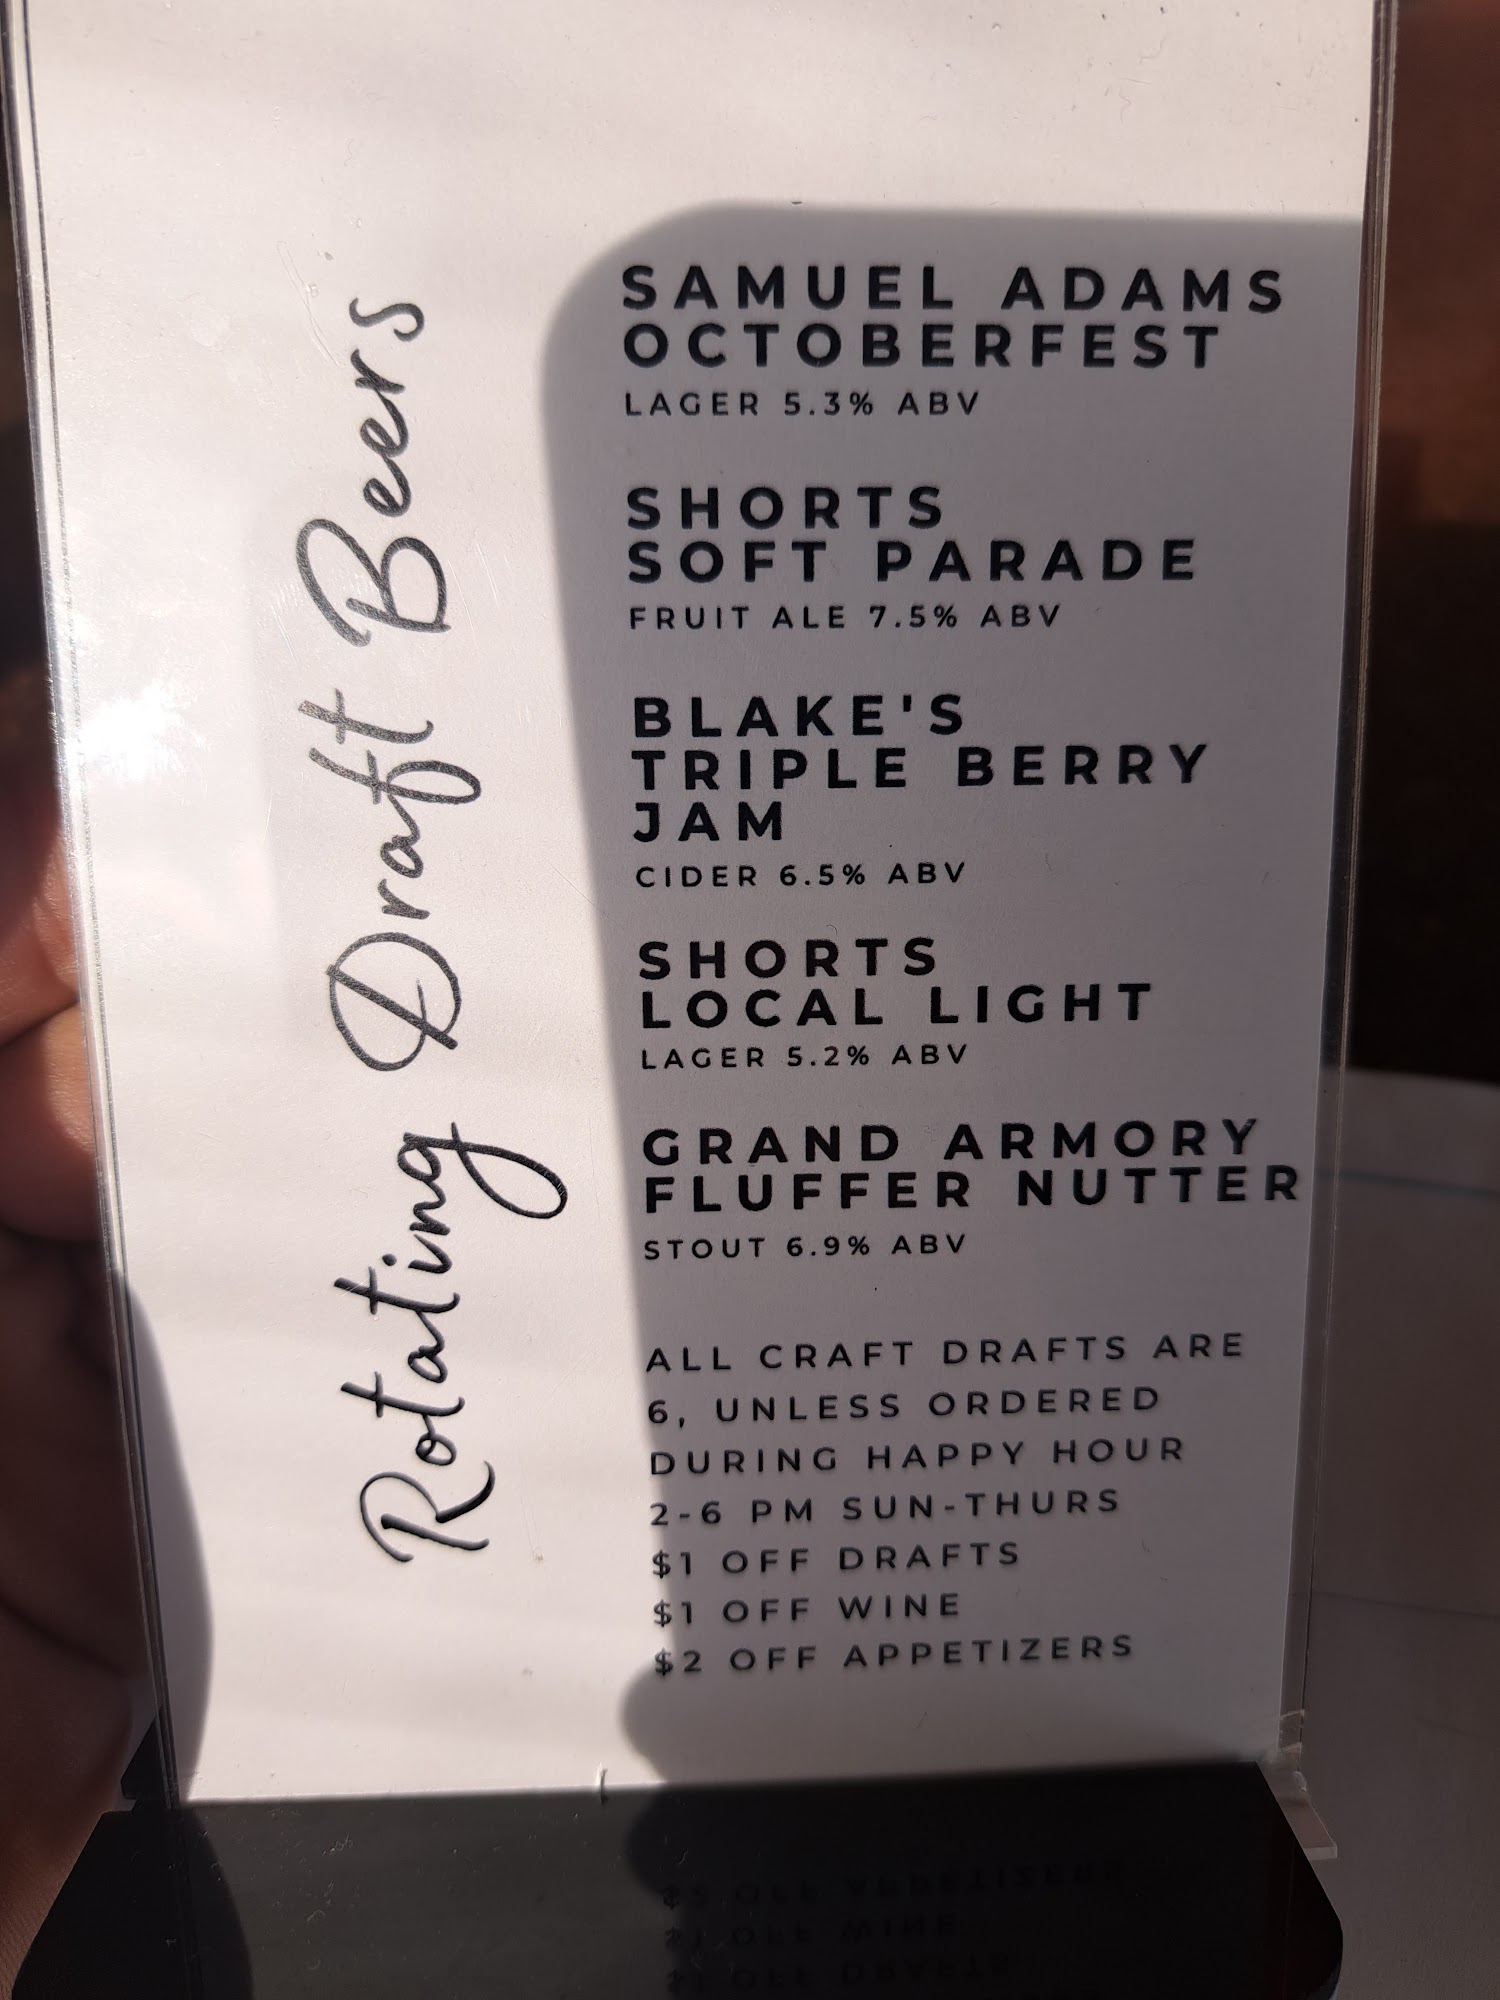 Rotating Draft Beers
SAMUEL ADAMS
OCTOBERFEST
LAGER 5.3% ABV
SHORTS
SOFT PARADE
FRUIT ALE 7.5% ABV
BLAKE'S
TRIPLE BERRY
JAM
CIDER 6.5% ABV
SHORTS
LOCAL LIGHT
LAGER 5.2% ABV
GRAND ARMORY
FLUFFER NUTTER
STOUT 6.9% ABV
ALL CRAFT DRAFTS ARE
6, UNLESS ORDERED
DURING HAPPY HOUR
2-6 PM SUN-THURS
$1 OFF DRAFTS
$1 OFF WINE
$2 OFF APPETIZERS